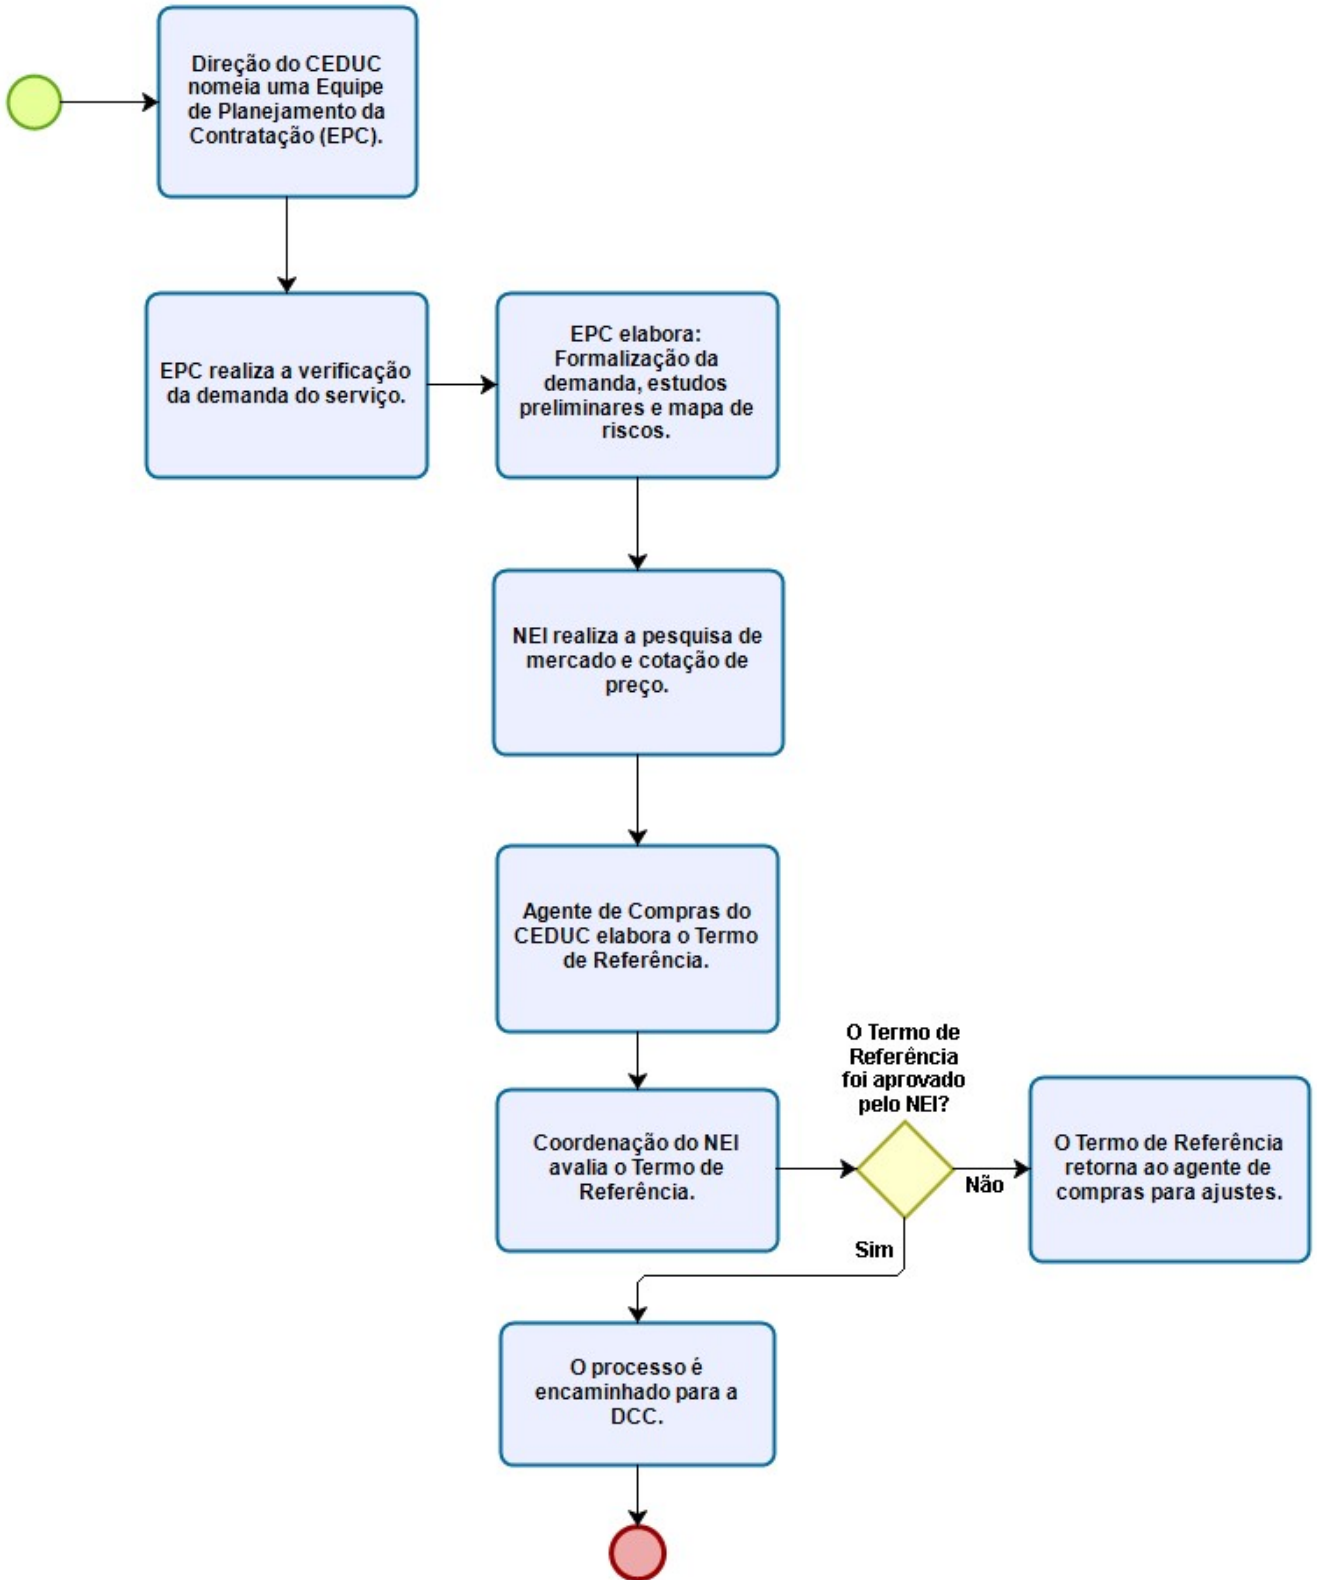 Direção do CEDUC
nomeia uma Equipe
de Planejamento da
Contratação (EPC).
EPC realiza a verificação
da demanda do serviço.
EPC elabora:
Formalização da
demanda, estudos
preliminares e mapa de
riscos.
NEI realiza a pesquisa de
mercado e cotação de
preço.
Agente de Compras do
CEDUC elabora o Termo
de Referência.
Coordenação do NEI
avalia o Termo de
Referência.
O Termo de
Referência
foi aprovado
pelo NEI?
Não
O Termo de Referência
retorna ao agente de
compras para ajustes.
Sim
O processo é
encaminhado para a
DCC.